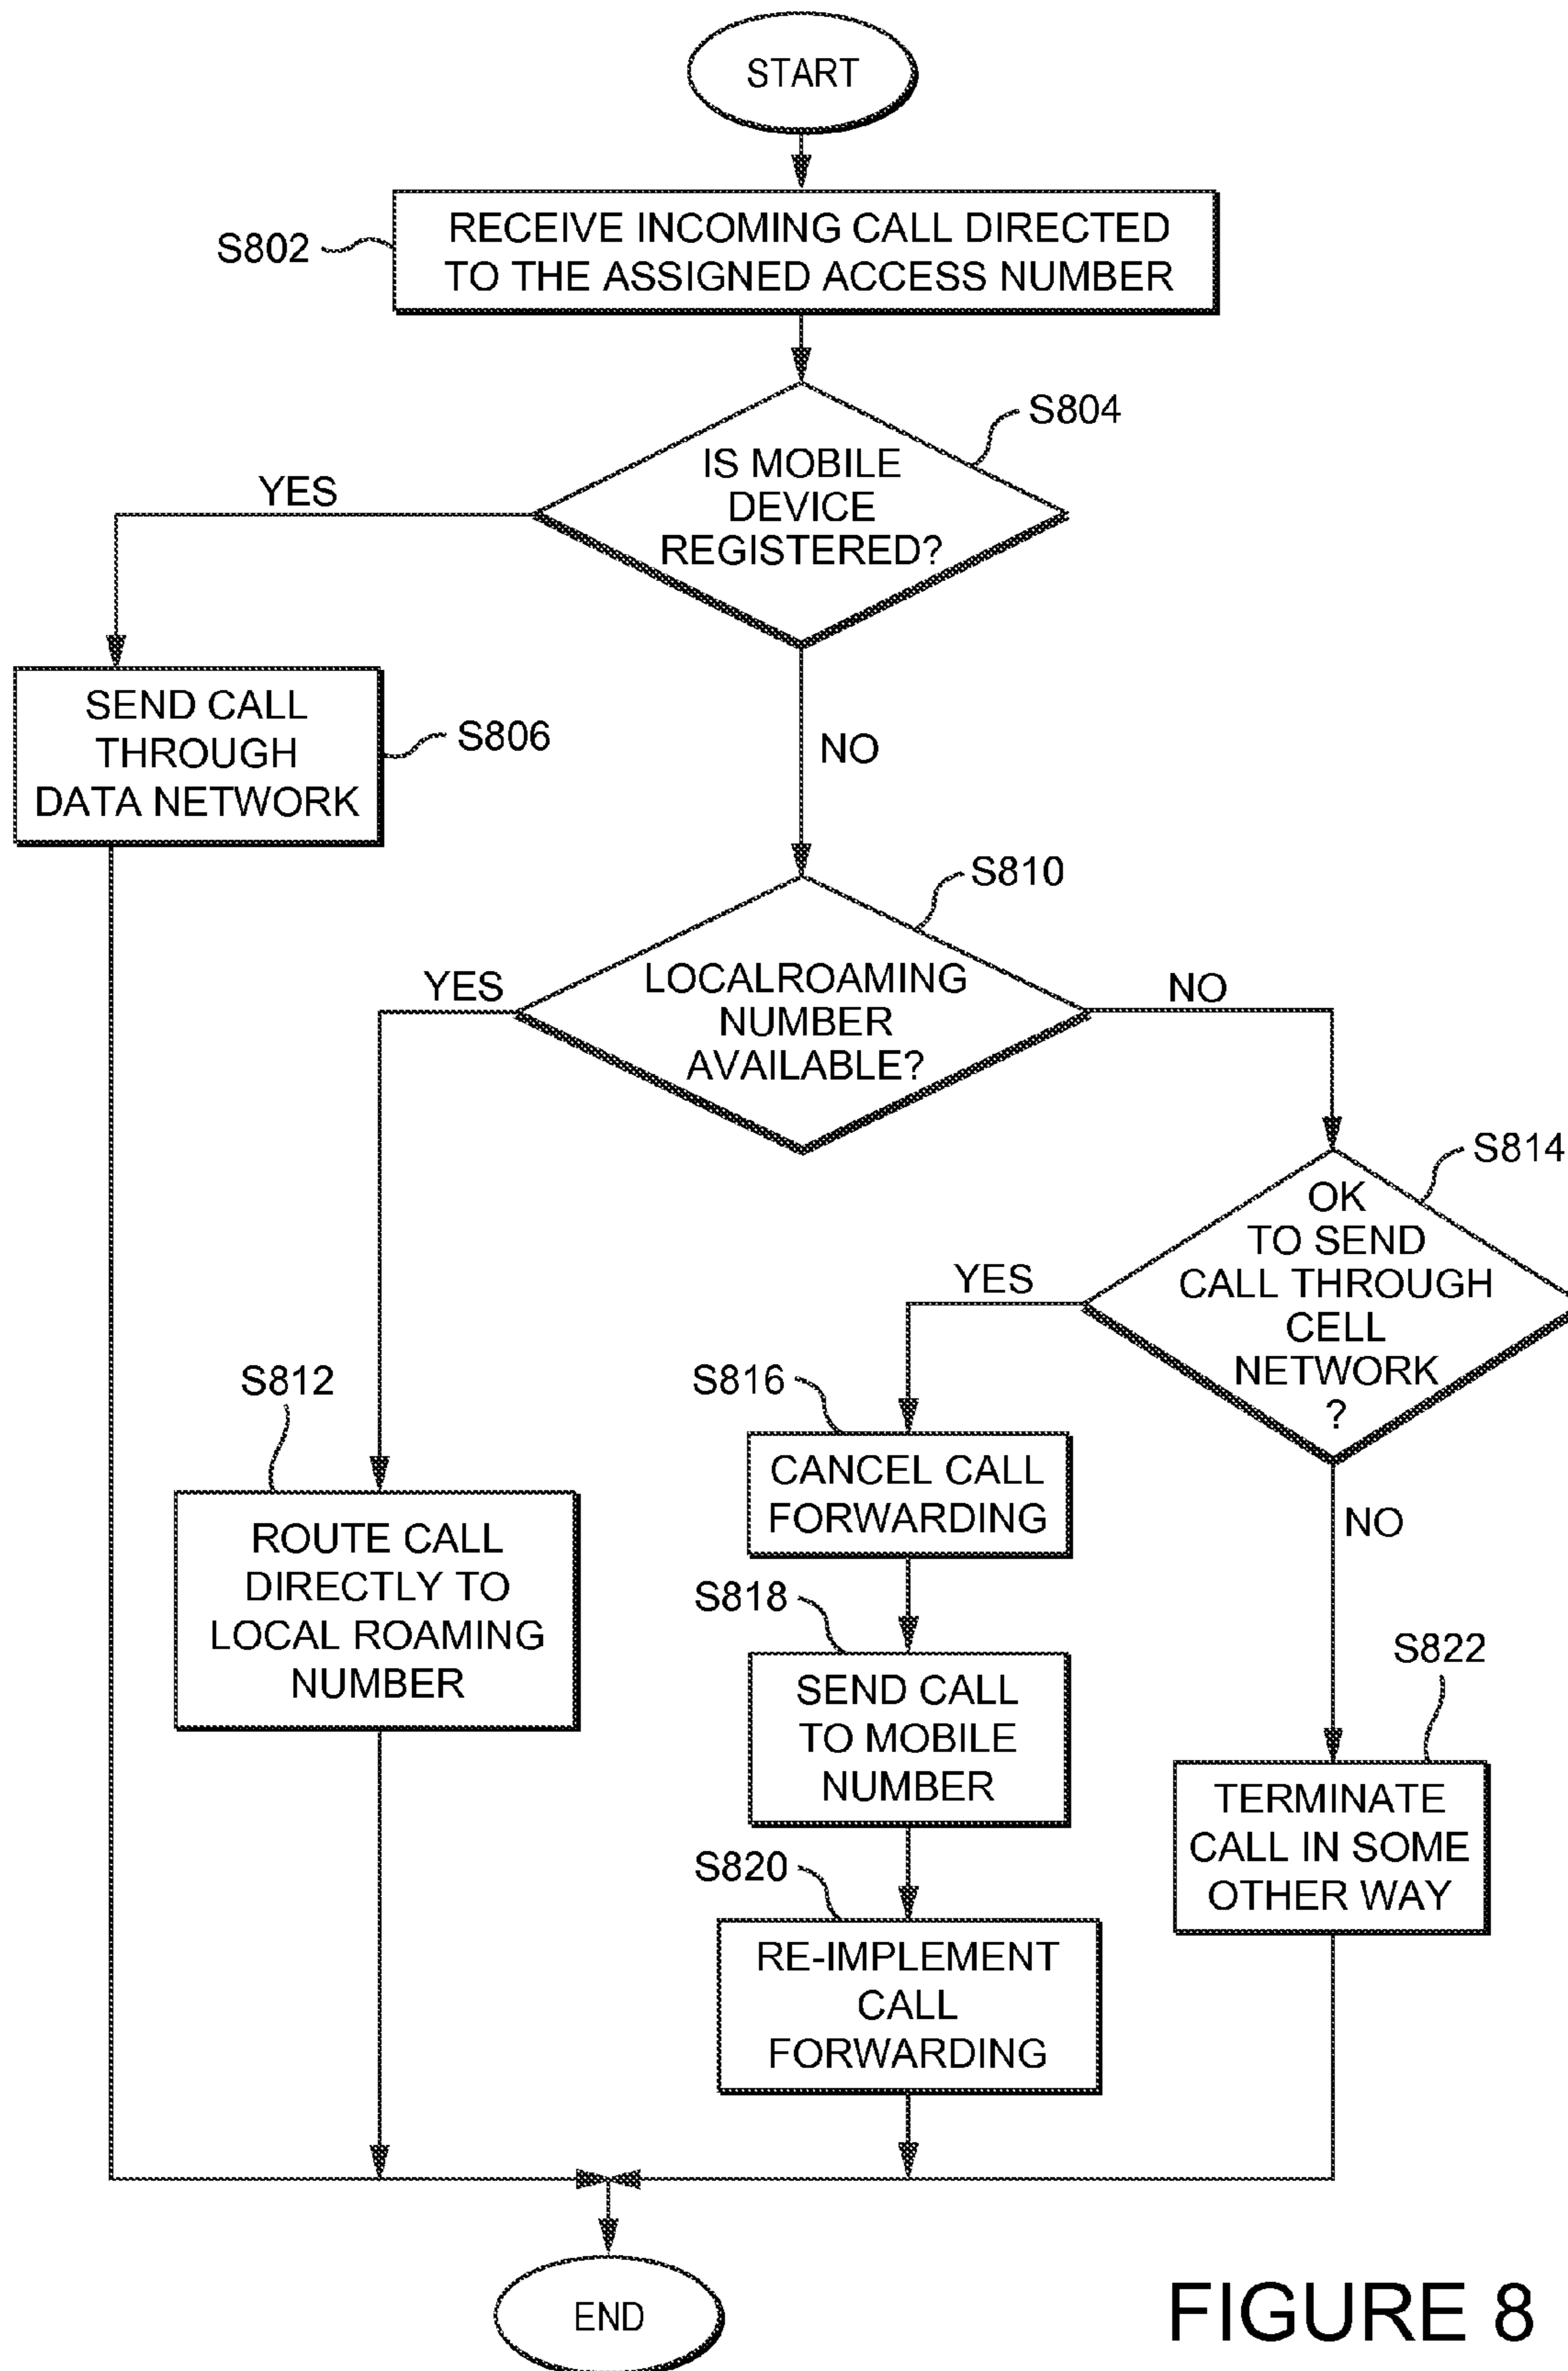 START
S802
RECEIVE INCOMING CALL DIRECTED
TO THE ASSIGNED ACCESS NUMBER
S804
IS MOBILE
DEVICE
REGISTERED?
YES
SEND CALL
THROUGH
DATA NETWORK
S806
NO
S810
LOCALROAMING
NUMBER
AVAILABLE?
YES
NO
S814
OK
TO SEND
CALL THROUGH
CELL
NETWORK
?
YES
S812
ROUTE CALL
DIRECTLY TO
LOCAL ROAMING
NUMBER
S816
CANCEL CALL
FORWARDING
NO
S818
SEND CALL
TO MOBILE
NUMBER
S822
TERMINATE
CALL IN SOME
OTHER WAY
S820
RE-IMPLEMENT
CALL
FORWARDING
END
FIGURE 8